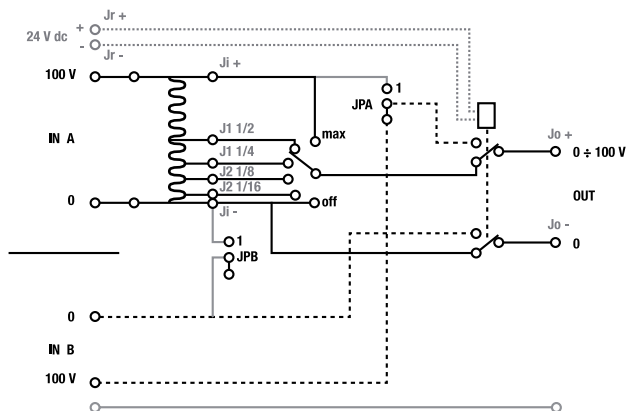 Jr +
24 V dc
+
-
Jr -
100 V
Ji +
1
JPA
max
Jo +
0 ÷ 100 V
IN A
J1 1/2
J1 1/4
J2 1/8
J2 1/16
OUT
0
off
Ji -
Jo -
0
1
JPB
0
IN B
100 V